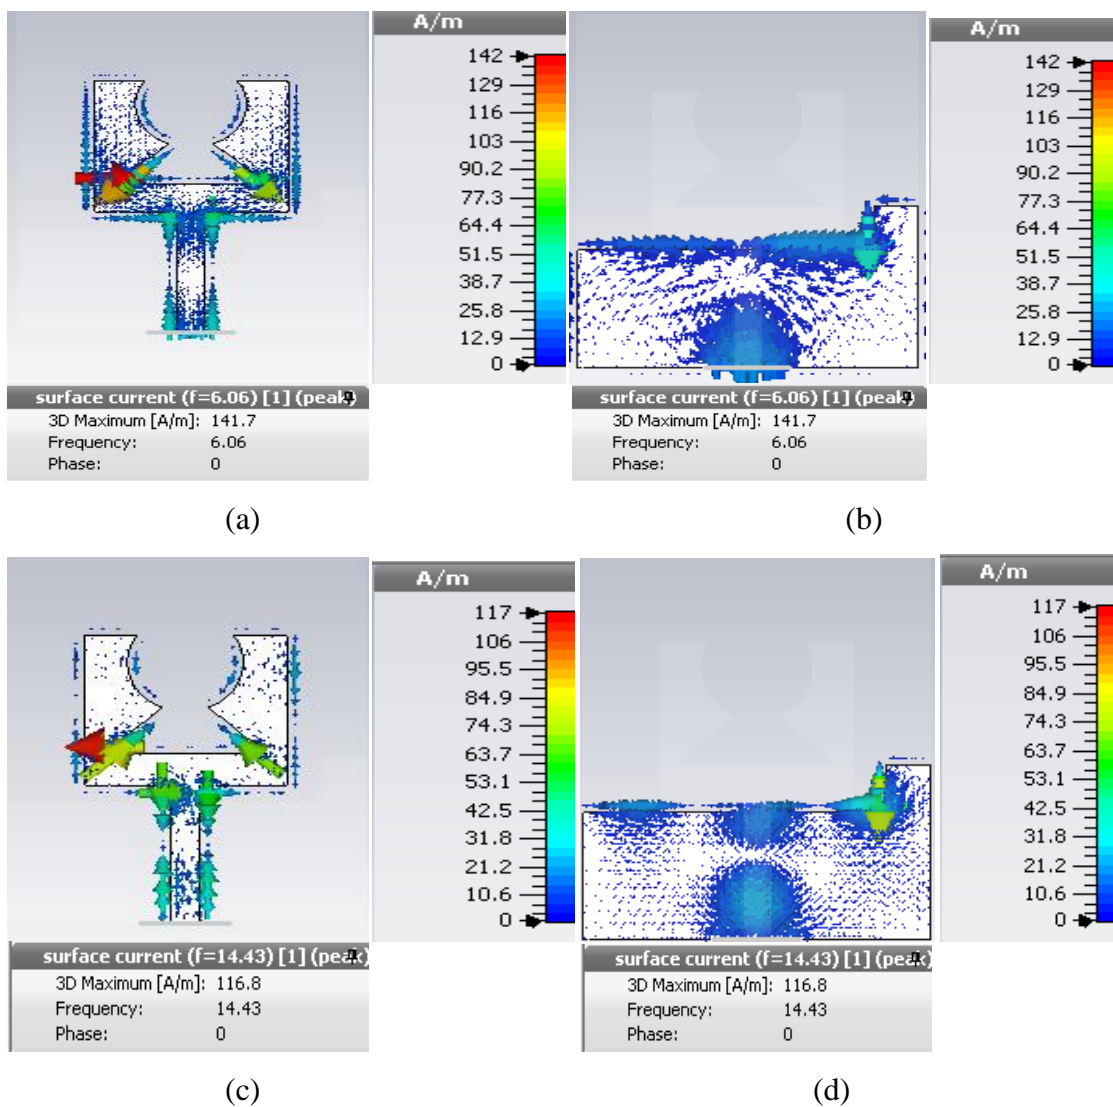 A/m
142
129
116
103
90.2
77.3
64.4
51.5
38.7
25.8
12.9
0
surface current (f=6.06) [1] (peak)
3D Maximum [A/m]: 141.7
Frequency: 6.06
Phase: 0
(a)
A/m
142
129
116
103
90.2
77.3
64.4
51.5
38.7
25.8
12.9
0
surface current (f=6.06) [1] (peak)
3D Maximum [A/m]: 141.7
Frequency: 6.06
Phase: 0
(b)
A/m
117
106
95.5
84.9
74.3
63.7
53.1
42.5
31.8
21.2
10.6
0
surface current (f=14.43) [1] (peak)
3D Maximum [A/m]: 116.8
Frequency: 14.43
Phase: 0
(c)
A/m
117
106
95.5
84.9
74.3
63.7
53.1
42.5
31.8
21.2
10.6
0
surface current (f=14.43) [1] (peak)
3D Maximum [A/m]: 116.8
Frequency: 14.43
Phase: 0
(d)